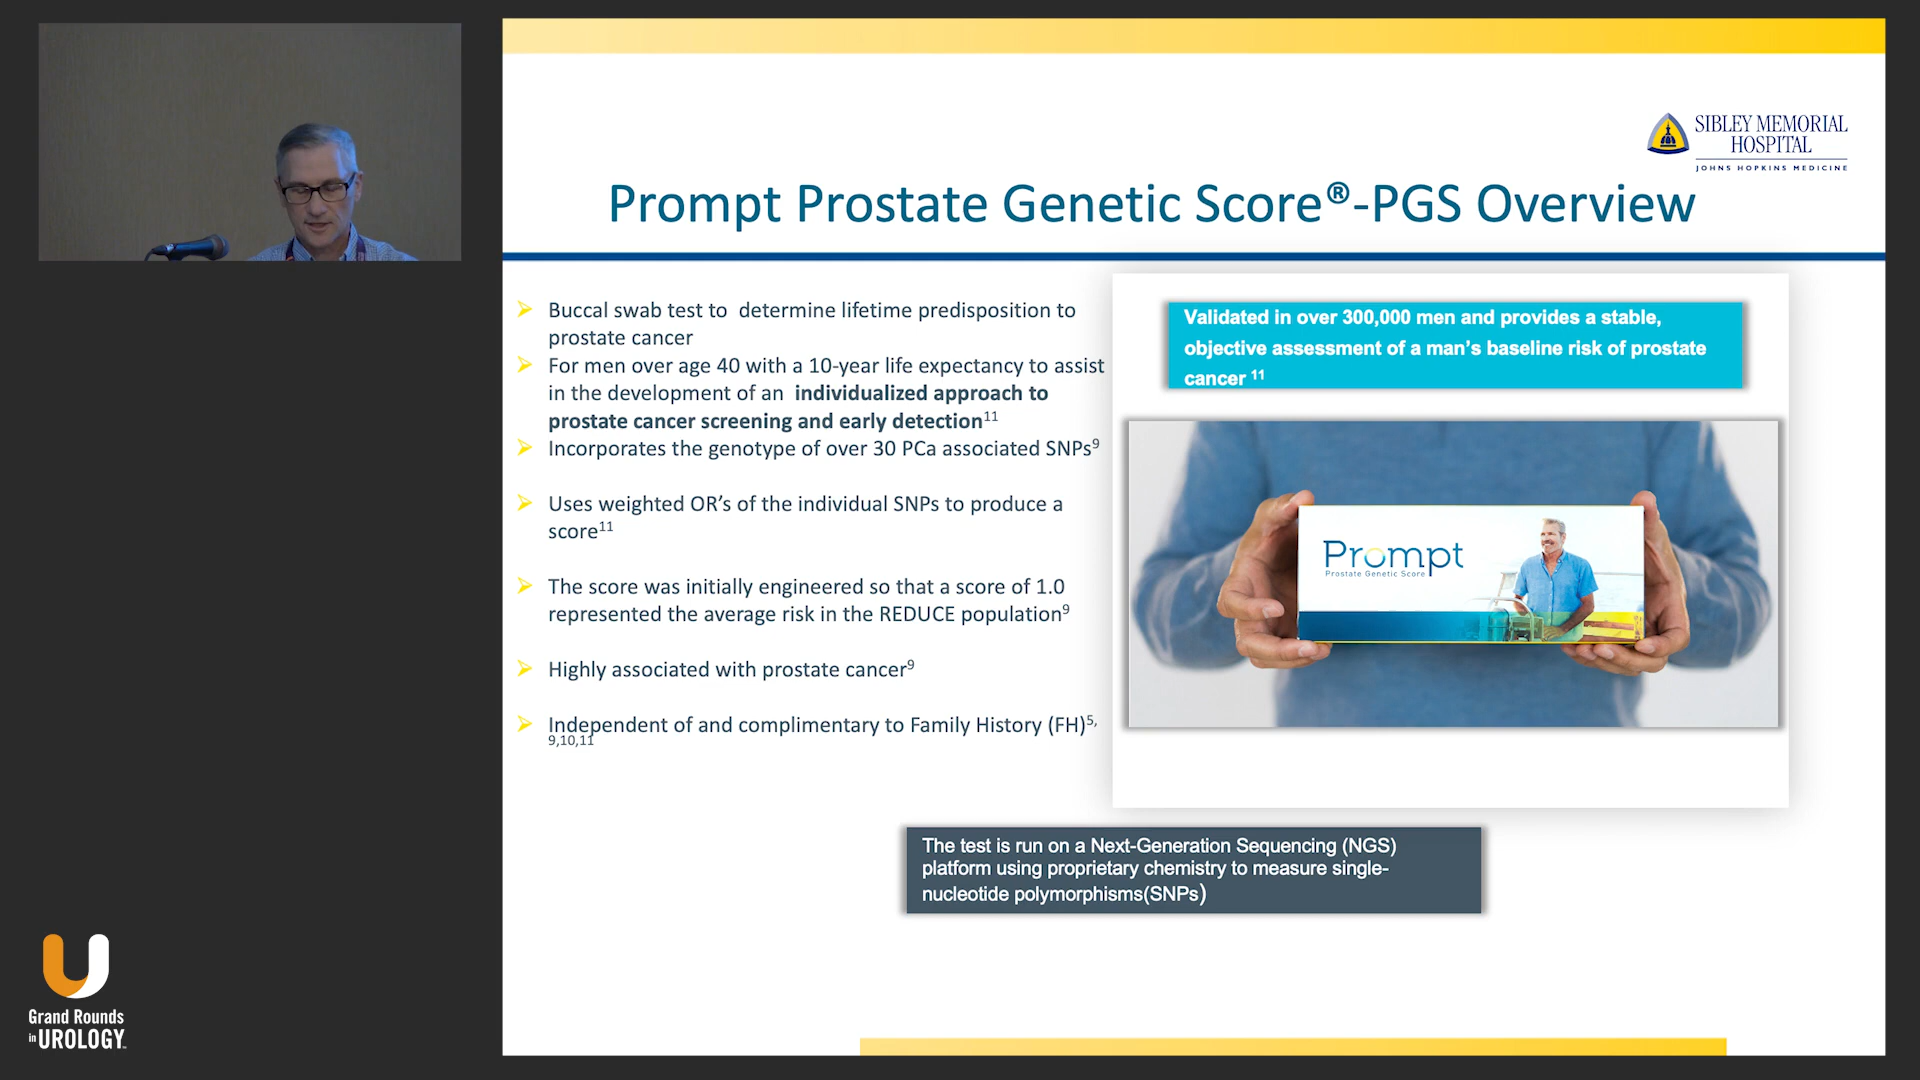 SIBLEY MEMORIAL
HOSPITAL
JOHNS HOPKINS MEDICINE
Prompt Prostate Genetic Score®-PGS Overview
Buccal swab test to determine lifetime predisposition to
prostate cancer
For men over age 40 with a 10-year life expectancy to assist
in the development of an individualized approach to
prostate cancer screening and early detection11
Incorporates the genotype of over 30 PCa associated SNPs9
Uses weighted OR's of the individual SNPs to produce a
score11
The score was initially engineered so that a score of 1.0
represented the average risk in the REDUCE population9
Highly associated with prostate cancer9
Independent of and complimentary to Family History (FH)5,
9,10,11
Validated in over 300,000 men and provides a stable,
objective assessment of a man's baseline risk of prostate
cancer 11
Prompt
Prostate Genetic Score
The test is run on a Next-Generation Sequencing (NGS)
platform using proprietary chemistry to measure single-
nucleotide polymorphisms(SNPs)
Grand Rounds
in UROLOGY